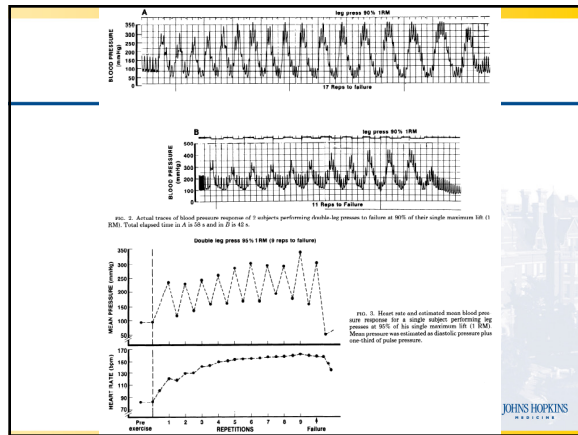 A
leg press 90% 1RM
BLOOD PRESSURE
(mmHg)
350
300
250
200
150
100
50
0
17 Reps to failure
B
leg press 90% 1RM
BLOOD PRESSURE
(mmHg)
500
400
300
200
100
0
11 Reps to Failure
FIG. 2. Actual traces of blood pressure response of 2 subjects performing double-leg presses to failure at 90% of their single maximum lift (1
RM). Total elapsed time in A is 58 s and in B is 42 s.
Double leg press 95% 1 RM (9 reps to failure)
MEAN PRESSURE (mmHg)
350
300
250
200
150
100
50
FIG. 3. Heart rate and estimated mean blood pres-
sure response for a single subject performing leg
presses at 95% of his single maximum lift (1 RM).
Mean pressure was estimated as diastolic pressure plus
one-third of pulse pressure.
HEART RATE (bpm)
170
150
130
110
90
70
Pre
exercise
1 2 3 4 5 6 7 8 9
REPETITIONS
Failure
JOHNS HOPKINS
MEDICINE